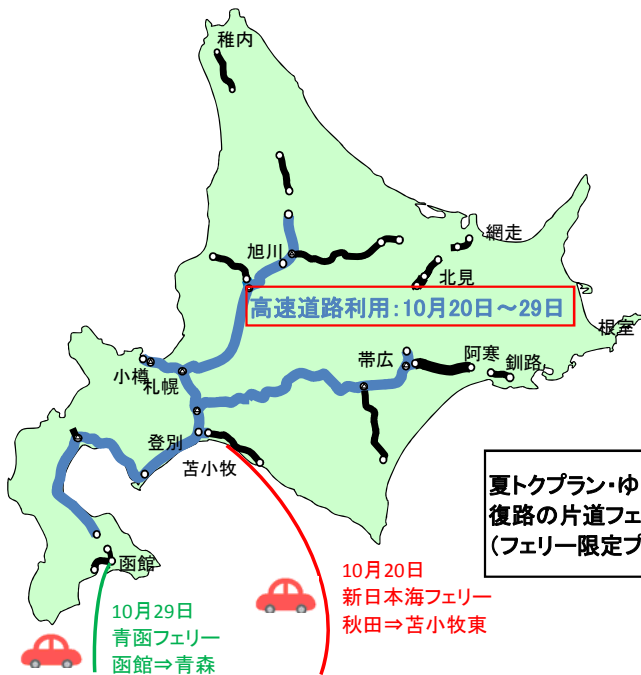 稚内
旭川
網走
北見
高速道路利用：10月20日～29日
根室
小樽
札幌
帯広
阿寒
釧路
登別
苫小牧
夏トクプラン・ゆ
復路の片道フェ
（フェリー限定プ
函館
10月20日
新日本海フェリー
秋田⇒苫小牧東
10月29日
青函フェリー
函館⇒青森